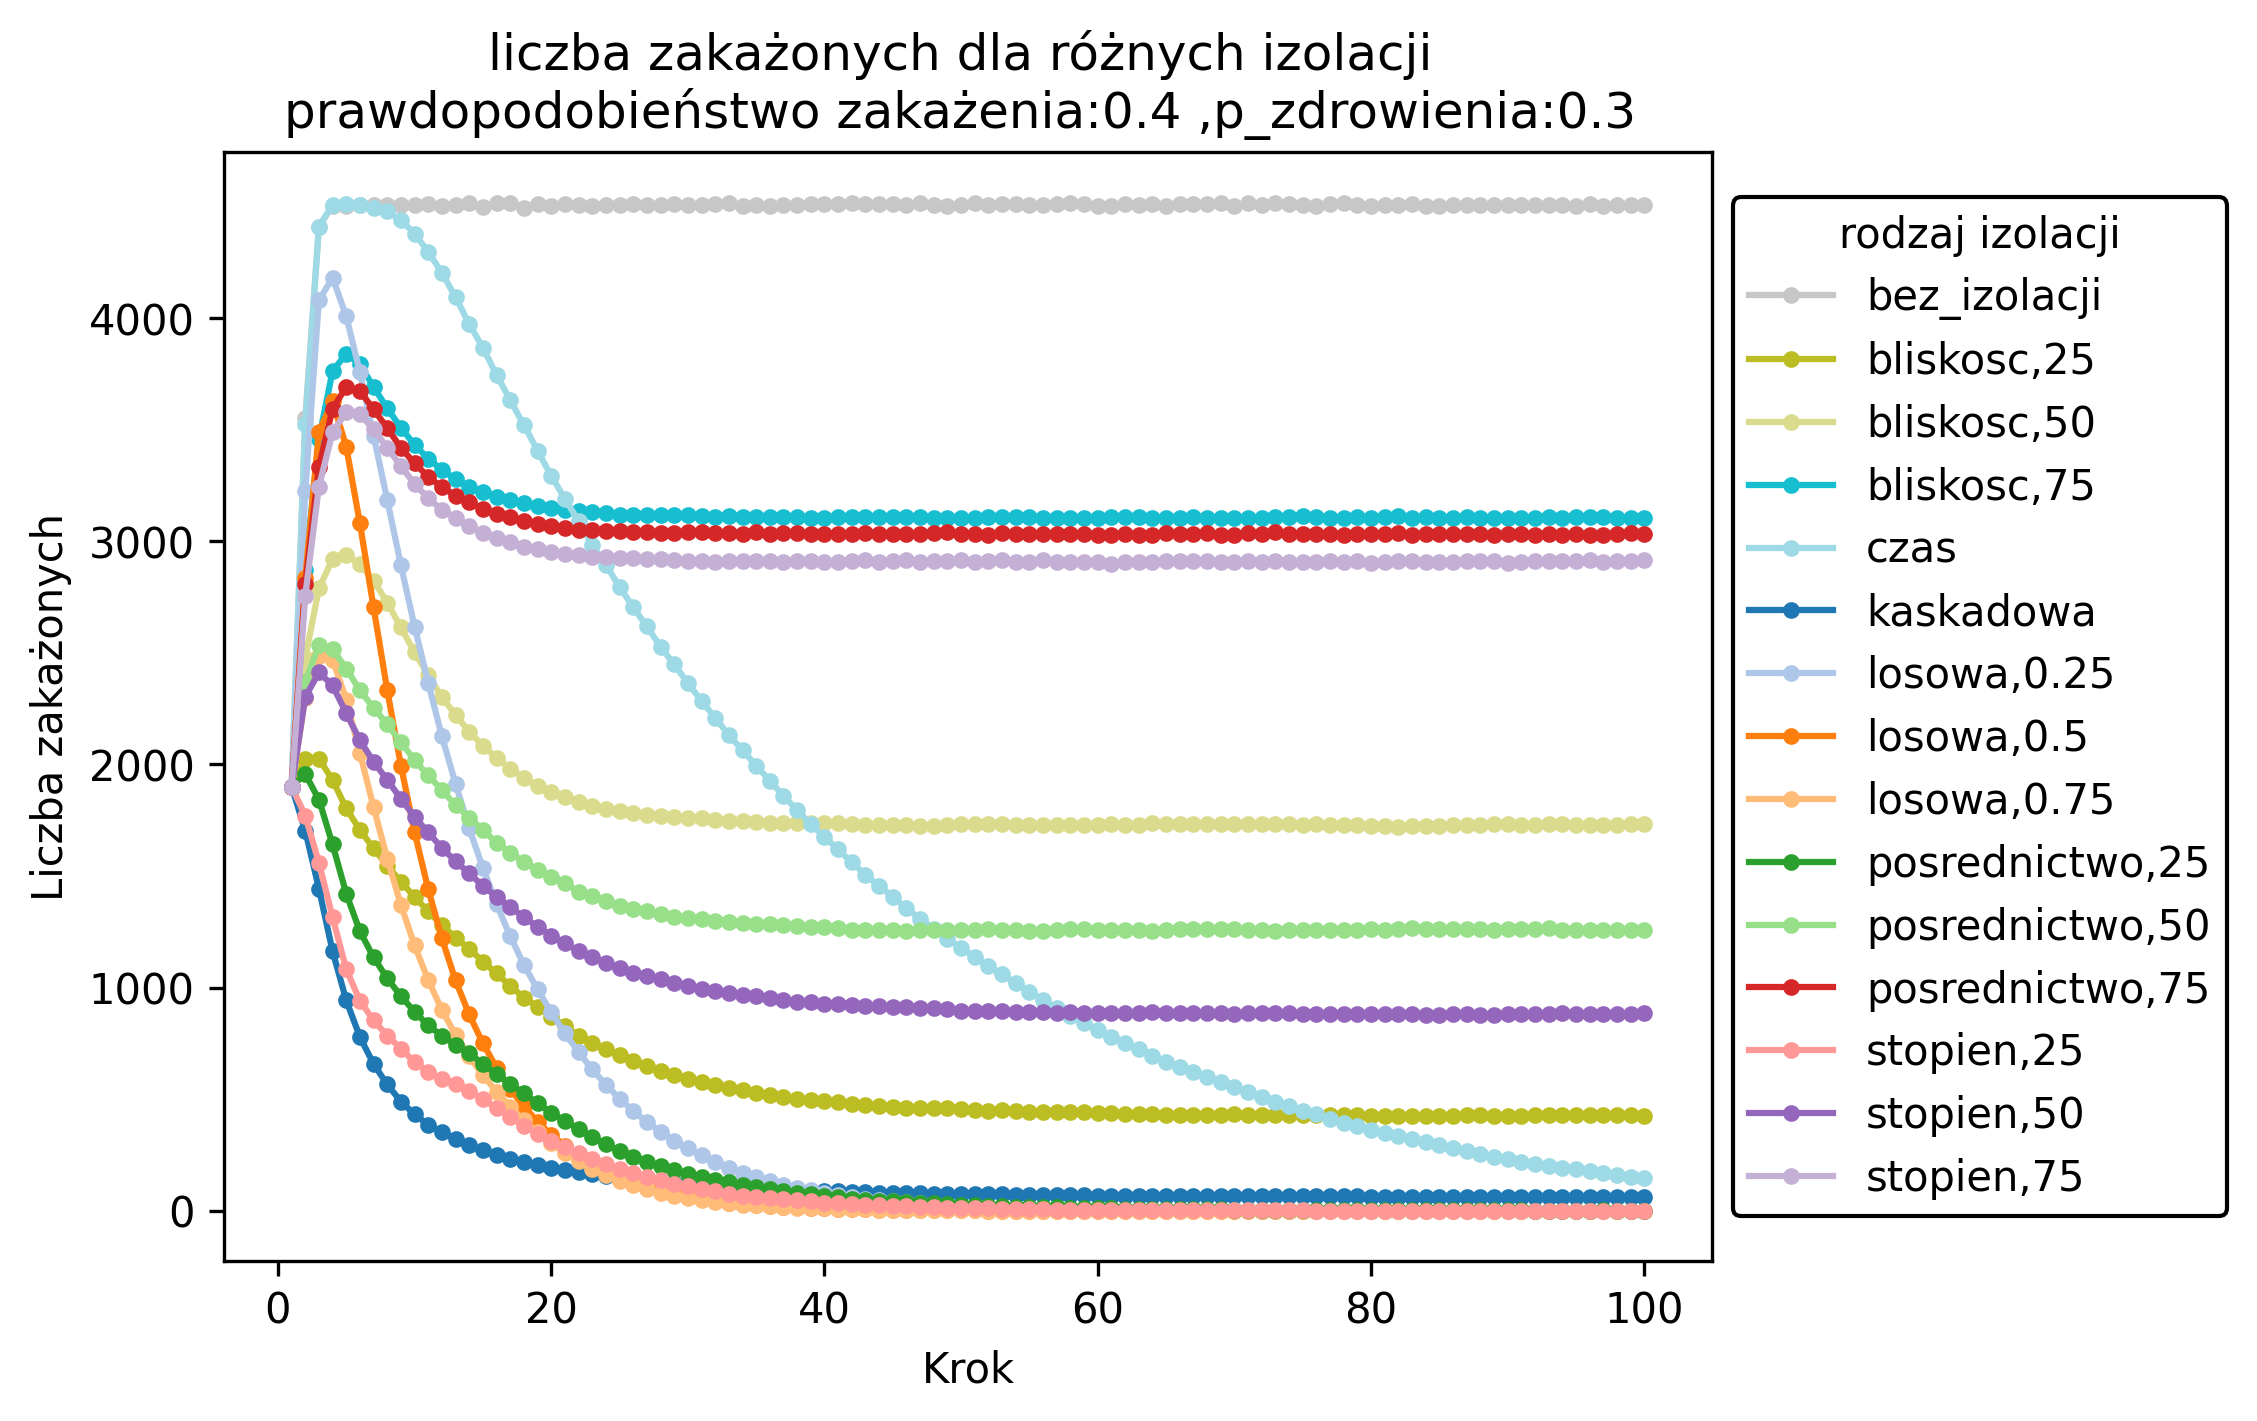 liczba zakażonych dla różnych izolacji
prawdopodobieństwo zakażenia:0.4 ,p_zdrowienia:0.3
Liczba zakażonych
4000
3000
2000
1000
0
0 20 40 60 80 100
Krok
rodzaj izolacji
bez_izolacji
bliskosc,25
bliskosc,50
bliskosc,75
czas
kaskadowa
losowa,0.25
losowa,0.5
losowa,0.75
posrednictwo,25
posrednictwo,50
posrednictwo,75
stopien,25
stopien,50
stopien,75